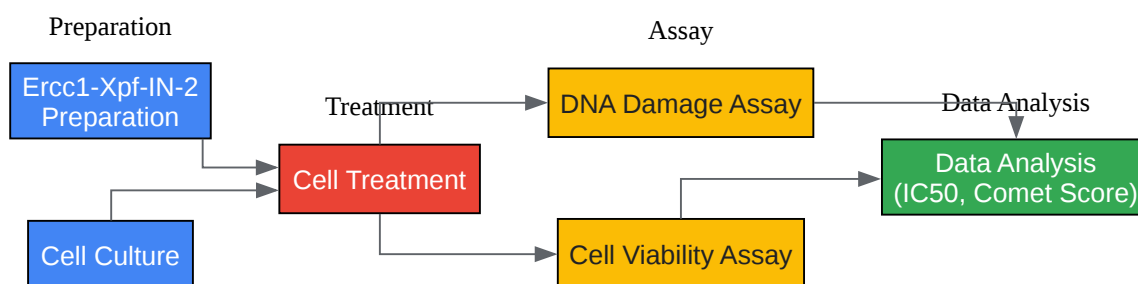 Preparation
Ercc1-Xpf-IN-2
Preparation
Cell Culture
Treatment
Cell Treatment
Assay
DNA Damage Assay
Cell Viability Assay
Data Analysis
Data Analysis
(IC50, Comet Score)